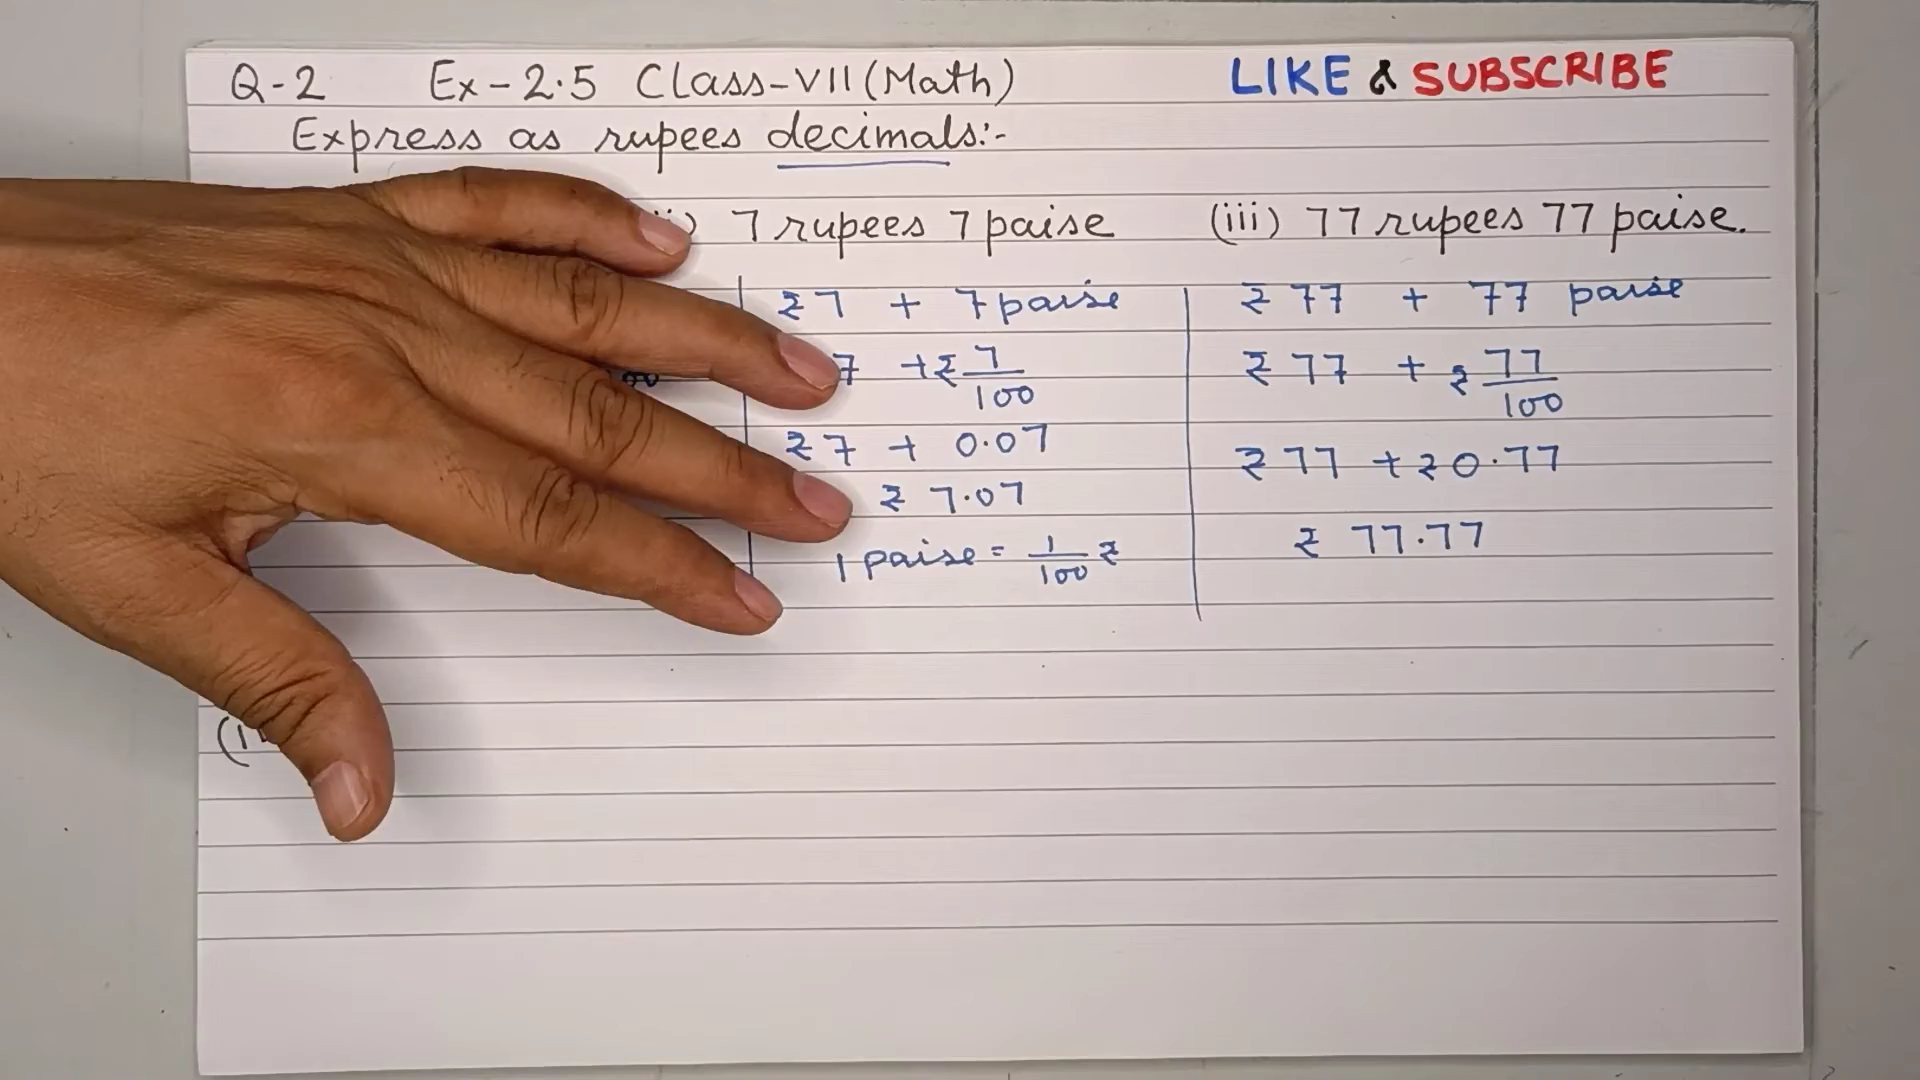 Q-2 Ex-2.5 Class-VII (Math)
LIKE & SUBSCRIBE
Express as rupees decimals:-
7 rupees 7 paise
₹ 7 + 7 paise
7 + ₹ 7/100
₹ 7 + 0.07
₹ 7.07
1 paise = 1/100 ₹
(iii) 77 rupees 77 paise.
₹ 77 + 77 paise
₹ 77 + ₹ 77/100
₹ 77 + ₹ 0.77
₹ 77.77